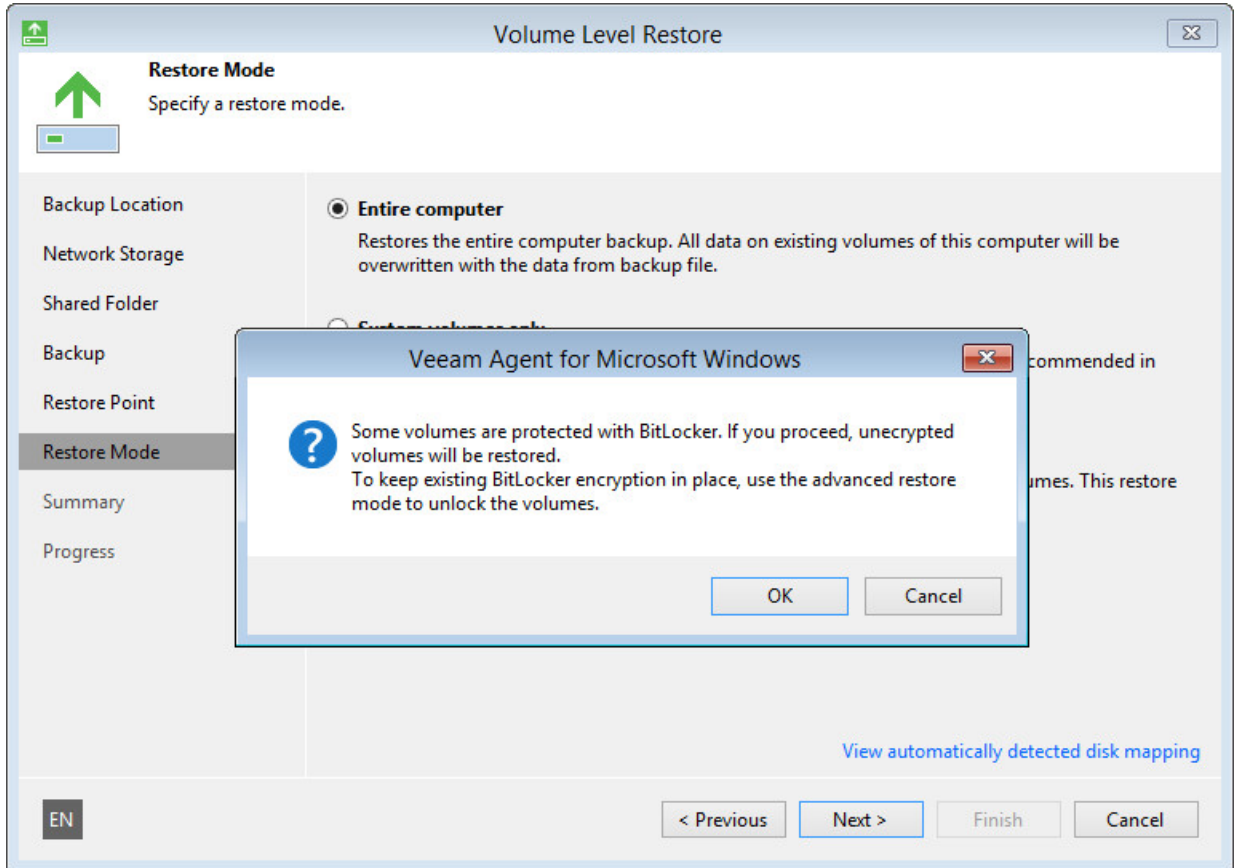 Volume Level Restore
Restore Mode
Specify a restore mode.
Backup Location
Network Storage
Shared Folder
Backup
Restore Point
Restore Mode
Summary
Progress
Entire computer
Restores the entire computer backup. All data on existing volumes of this computer will be
overwritten with the data from backup file.
System volumes only
commended in
umes. This restore
Veeam Agent for Microsoft Windows
Some volumes are protected with BitLocker. If you proceed, unecrypted
volumes will be restored.
To keep existing BitLocker encryption in place, use the advanced restore
mode to unlock the volumes.
OK
Cancel
View automatically detected disk mapping
EN
< Previous
Next >
Finish
Cancel